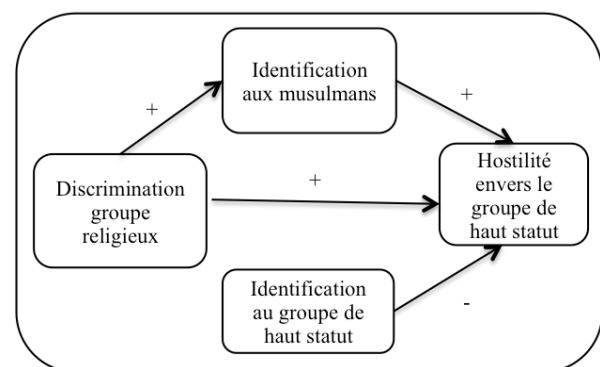 Identification
aux musulmans
+
+
Discrimination
groupe
religieux
+
Hostilité
envers le
groupe de
haut statut
Identification
au groupe de
haut statut
-